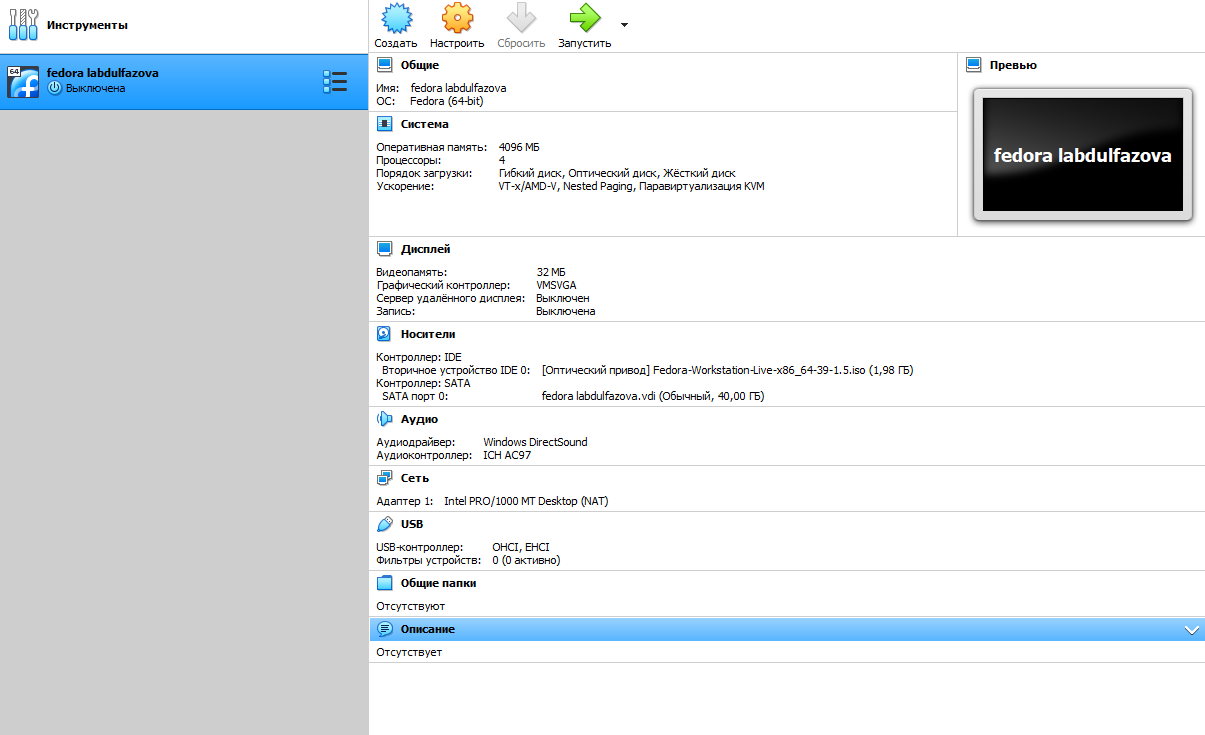 Инструменты
64
fedora labdulfazova
Выключена
Создать Настроить Сбросить Запустить
Общие
Имя: fedora labdulfazova
ОС: Fedora (64-bit)
Превью
fedora labdulfazova
Система
Оперативная память: 4096 МБ
Процессоры: 4
Порядок загрузки: Гибкий диск, Оптический диск, Жёсткий диск
Ускорение: VT-x/AMD-V, Nested Paging, Паравиртуализация KVM
Дисплей
Видеопамять: 32 МБ
Графический контроллер: VMSVGA
Сервер удалённого дисплея: Выключен
Запись: Выключена
Носители
Контроллер: IDE
Вторичное устройство IDE 0: [Оптический привод] Fedora-Workstation-Live-x86_64-39-1.5.iso (1,98 ГБ)
Контроллер: SATA
SATA порт 0: fedora labdulfazova.vdi (Обычный, 40,00 ГБ)
Аудио
Аудиодрайвер: Windows DirectSound
Аудиоконтроллер: ICH AC97
Сеть
Адаптер 1: Intel PRO/1000 MT Desktop (NAT)
USB
USB-контроллер: OHCI, EHCI
Фильтры устройств: 0 (0 активно)
Общие папки
Отсутствуют
Описание
Отсутствует